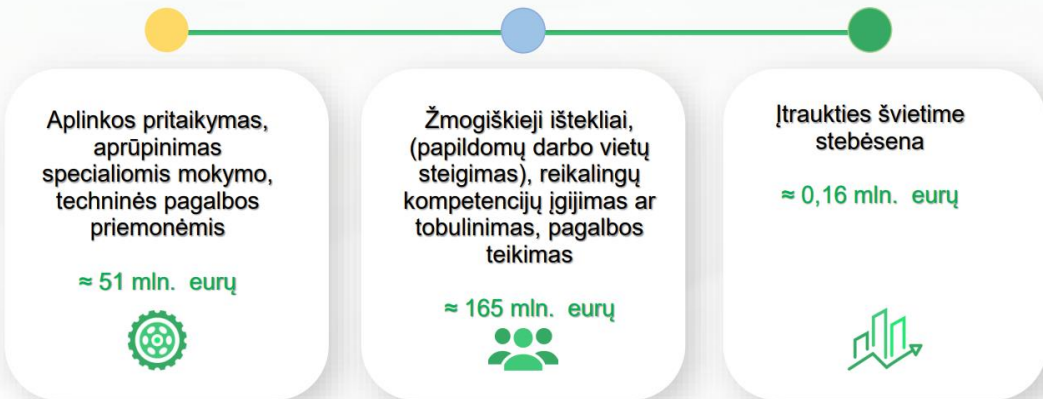 Aplinkos pritaikymas,
aprūpinimas
specialiomis mokymo,
techninės pagalbos
priemonėmis
≈ 51 mln. eurų
Žmogiškieji ištekliai,
(papildomų darbo vietų
steigimas), reikalingų
kompetencijų įgijimas ar
tobulinimas, pagalbos
teikimas
≈ 165 mln. eurų
Įtraukties švietime
stebėsena
≈ 0,16 mln. eurų